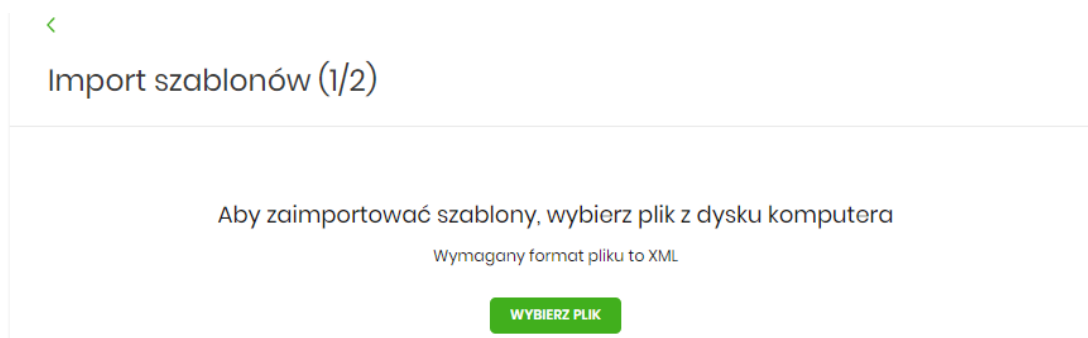 Import szablonów (1/2)
Aby zaimportować szablony, wybierz plik z dysku komputera
Wymagany format pliku to XML
WYBIERZ PLIK